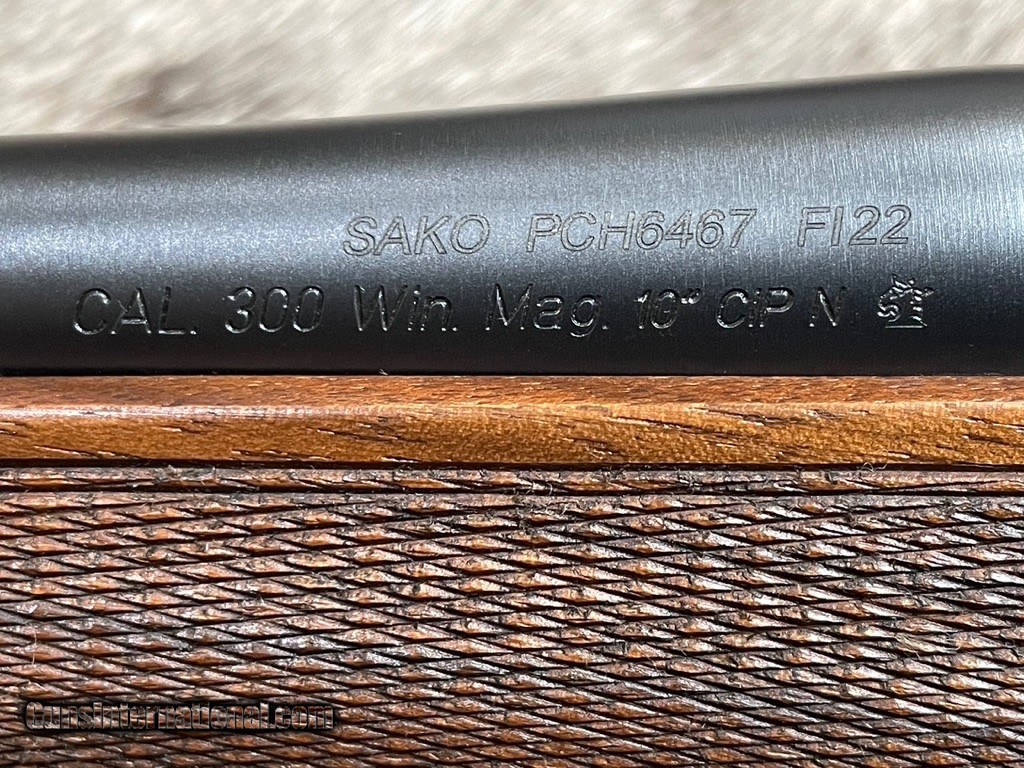 SAKO PCH6467 FI22
CAL. 300 Win. Mag. 10" CIP N
GunsInternational.com